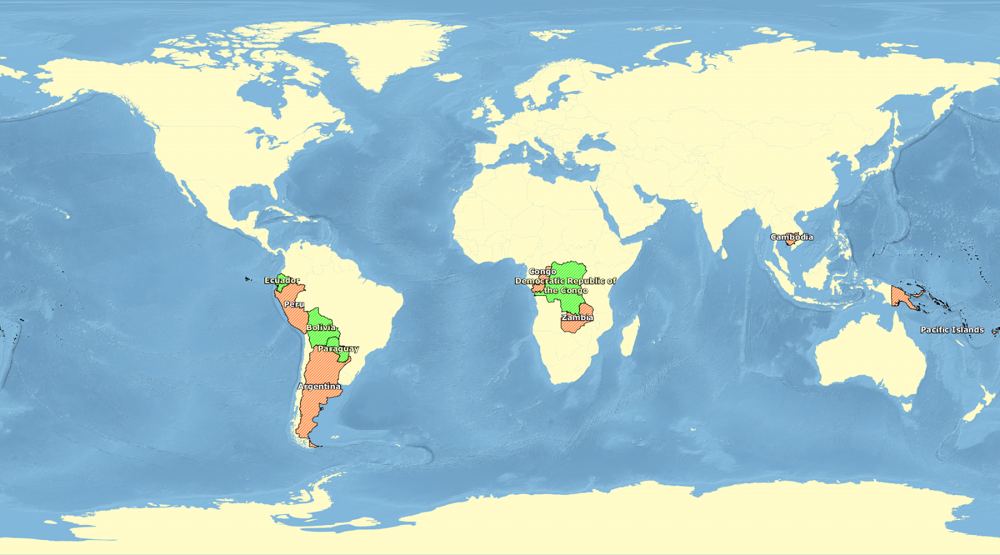 Cambodia
Congo
Ecuador
Democratic Republic of
the Congo
Peru
Zambia
Bolivia
Pacific Islands
Paraguay
Argentina